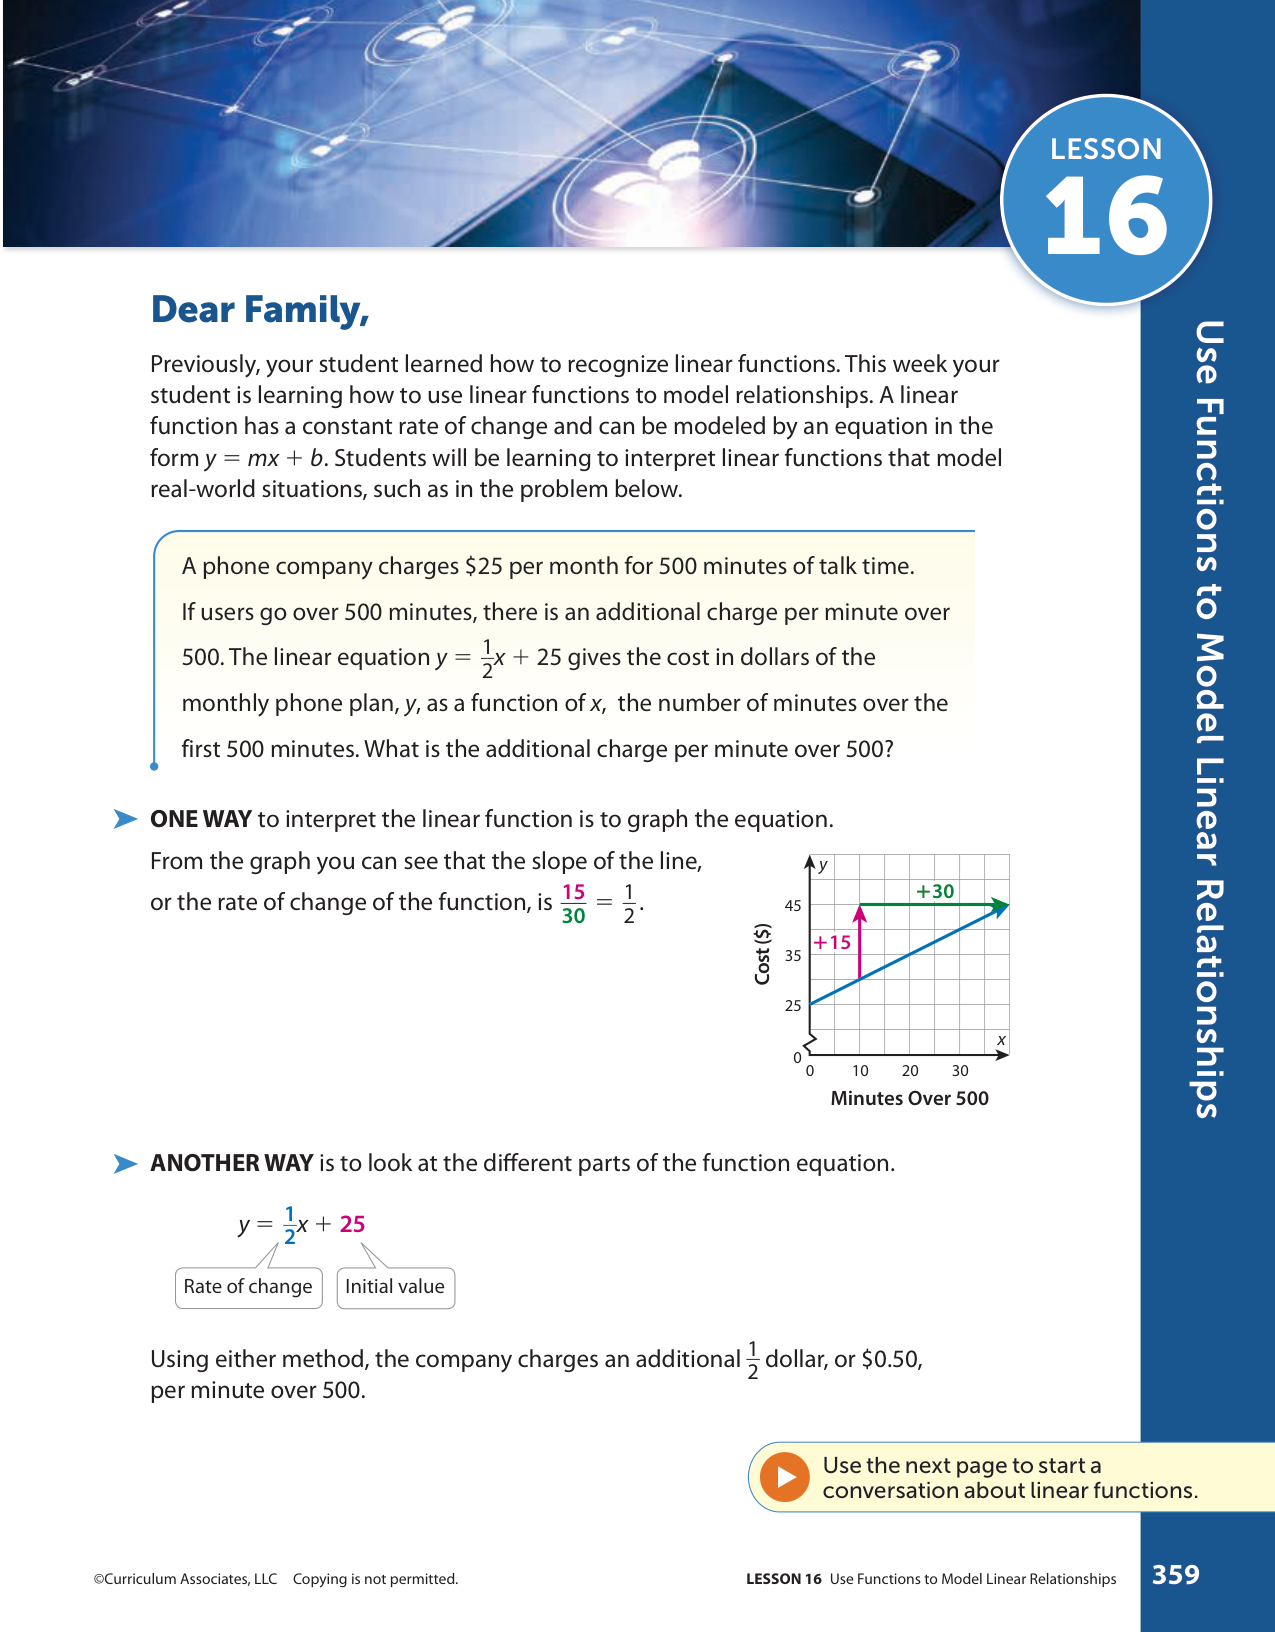 LESSON
16
Use Functions to Model Linear Relationships
Dear Family,
Previously, your student learned how to recognize linear functions. This week your
student is learning how to use linear functions to model relationships. A linear
function has a constant rate of change and can be modeled by an equation in the
form y = mx + b. Students will be learning to interpret linear functions that model
real-world situations, such as in the problem below.
A phone company charges $25 per month for 500 minutes of talk time.
If users go over 500 minutes, there is an additional charge per minute over
500. The linear equation y = 1/2x + 25 gives the cost in dollars of the
monthly phone plan, y, as a function of x, the number of minutes over the
first 500 minutes. What is the additional charge per minute over 500?
ONE WAY to interpret the linear function is to graph the equation.
From the graph you can see that the slope of the line,
or the rate of change of the function, is 15/30 = 1/2.
y
+30
45
+15
35
Cost ($)
25
x
0
0 10 20 30
Minutes Over 500
ANOTHER WAY is to look at the different parts of the function equation.
y = 1/2x + 25
Rate of change Initial value
Using either method, the company charges an additional 1/2 dollar, or $0.50,
per minute over 500.
Use the next page to start a
conversation about linear functions.
©Curriculum Associates, LLC Copying is not permitted.
LESSON 16 Use Functions to Model Linear Relationships 359